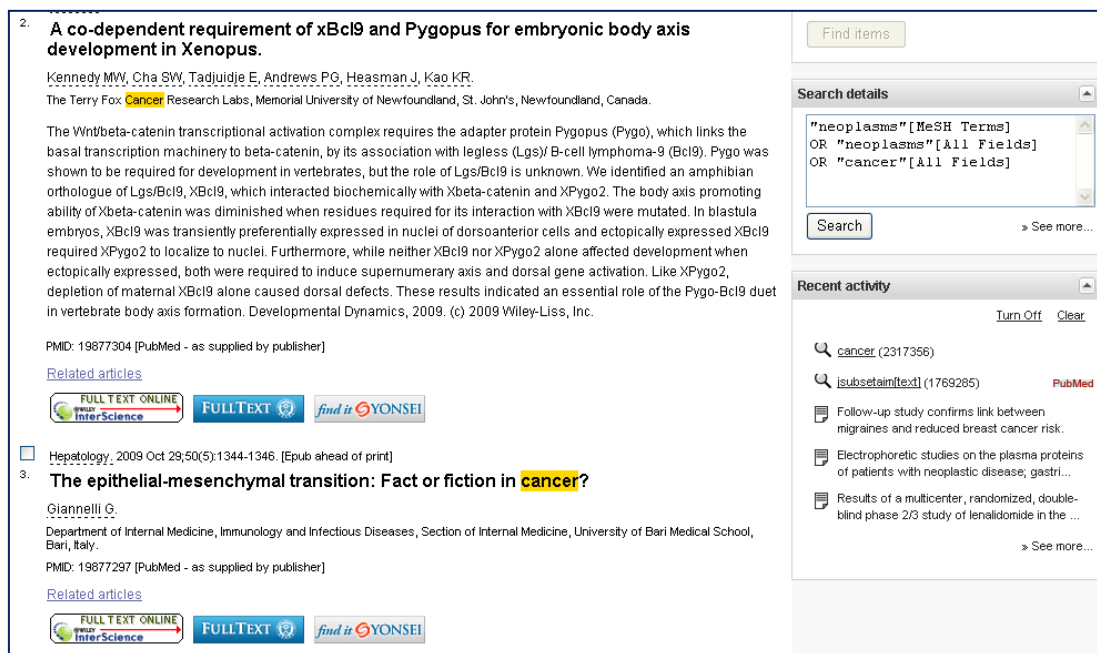 2. A co-dependent requirement of xBcl9 and Pygopus for embryonic body axis
development in Xenopus.
Kennedy MW, Cha SW, Tadjuidje E, Andrews PG, Heasman J, Kao KR.
The Terry Fox Cancer Research Labs, Memorial University of Newfoundland, St. John's, Newfoundland, Canada.
The Wnt/beta-catenin transcriptional activation complex requires the adapter protein Pygopus (Pygo), which links the
basal transcription machinery to beta-catenin, by its association with legless (Lgs)/ B-cell lymphoma-9 (Bcl9). Pygo was
shown to be required for development in vertebrates, but the role of Lgs/Bcl9 is unknown. We identified an amphibian
orthologue of Lgs/Bcl9, XBcl9, which interacted biochemically with Xbeta-catenin and XPygo2. The body axis promoting
ability of Xbeta-catenin was diminished when residues required for its interaction with XBcl9 were mutated. In blastula
embryos, XBcl9 was transiently preferentially expressed in nuclei of dorsoanterior cells and ectopically expressed XBcl9
required XPygo2 to localize to nuclei. Furthermore, while neither XBcl9 nor XPygo2 alone affected development when
ectopically expressed, both were required to induce supernumerary axis and dorsal gene activation. Like XPygo2,
depletion of maternal XBcl9 alone caused dorsal defects. These results indicated an essential role of the Pygo-Bcl9 duet
in vertebrate body axis formation. Developmental Dynamics, 2009. (c) 2009 Wiley-Liss, Inc.
PMID: 19877304 [PubMed - as supplied by publisher]
Related articles
FULL TEXT ONLINE
WILEY
InterScience
FULLTEXT
find it SYONSEI
Hepatology. 2009 Oct 29;50(5):1344-1346. [Epub ahead of print]
3. The epithelial-mesenchymal transition: Fact or fiction in cancer?
Giannelli G.
Department of Internal Medicine, Immunology and Infectious Diseases, Section of Internal Medicine, University of Bari Medical School,
Bari, Italy.
PMID: 19877297 [PubMed - as supplied by publisher]
Related articles
FULL TEXT ONLINE
WILEY
InterScience
FULLTEXT
find it SYONSEI
Find items
Search details
"neoplasms"[MeSH Terms]
OR "neoplasms"[All Fields]
OR "cancer"[All Fields]
Search
» See more...
Recent activity
Turn Off Clear
cancer (2317356)
jsubsetaim[text] (1769285) PubMed
Follow-up study confirms link between
migraines and reduced breast cancer risk.
Electrophoretic studies on the plasma proteins
of patients with neoplastic disease; gastri...
Results of a multicenter, randomized, double-
blind phase 2/3 study of lenalidomide in the ...
» See more...